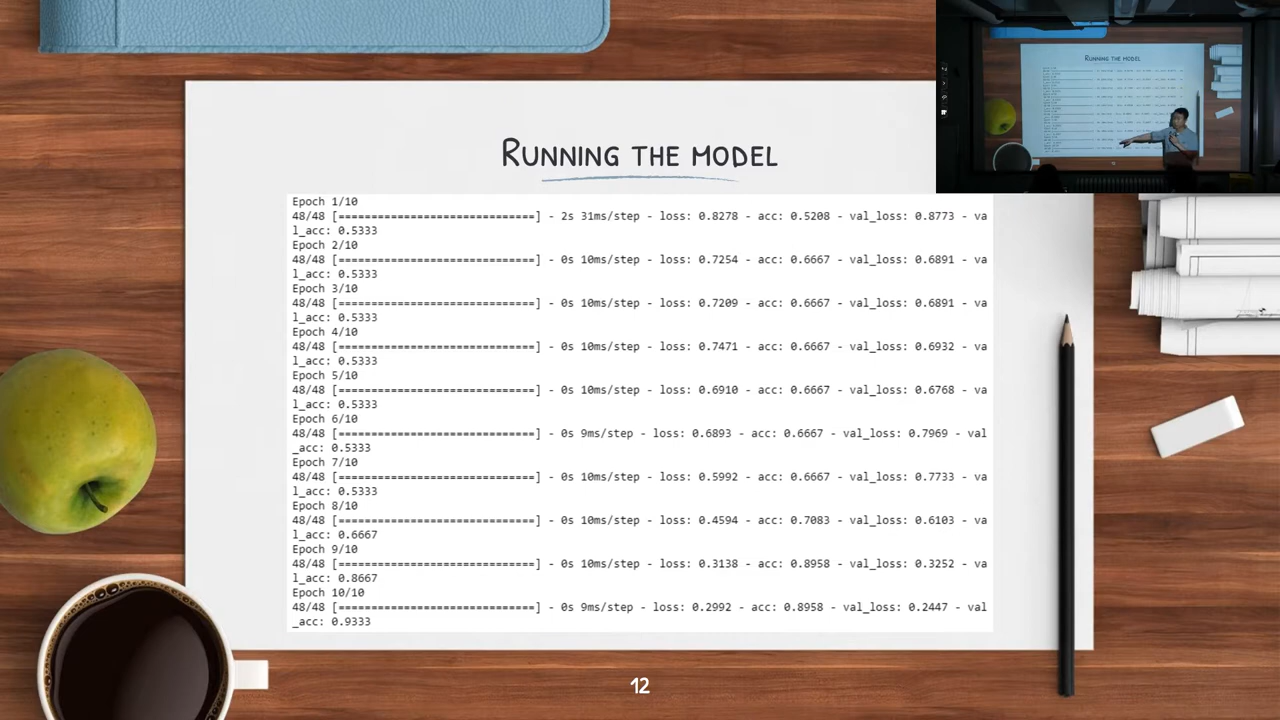 Running the model
Epoch 1/10
48/48 [==============================] - 2s 31ms/step - loss: 0.8278 - acc: 0.5208 - val_loss: 0.8773 - va
l_acc: 0.5333
Epoch 2/10
48/48 [==============================] - 0s 10ms/step - loss: 0.7254 - acc: 0.6667 - val_loss: 0.6891 - va
l_acc: 0.5333
Epoch 3/10
48/48 [==============================] - 0s 10ms/step - loss: 0.7209 - acc: 0.6667 - val_loss: 0.6891 - va
l_acc: 0.5333
Epoch 4/10
48/48 [==============================] - 0s 10ms/step - loss: 0.7471 - acc: 0.6667 - val_loss: 0.6932 - va
l_acc: 0.5333
Epoch 5/10
48/48 [==============================] - 0s 10ms/step - loss: 0.6910 - acc: 0.6667 - val_loss: 0.6768 - va
l_acc: 0.5333
Epoch 6/10
48/48 [==============================] - 0s 9ms/step - loss: 0.6893 - acc: 0.6667 - val_loss: 0.7969 - val
_acc: 0.5333
Epoch 7/10
48/48 [==============================] - 0s 10ms/step - loss: 0.5992 - acc: 0.6667 - val_loss: 0.7733 - va
l_acc: 0.5333
Epoch 8/10
48/48 [==============================] - 0s 10ms/step - loss: 0.4594 - acc: 0.7083 - val_loss: 0.6103 - va
l_acc: 0.6667
Epoch 9/10
48/48 [==============================] - 0s 10ms/step - loss: 0.3138 - acc: 0.8958 - val_loss: 0.3252 - va
l_acc: 0.8667
Epoch 10/10
48/48 [==============================] - 0s 9ms/step - loss: 0.2992 - acc: 0.8958 - val_loss: 0.2447 - val
_acc: 0.9333
12
Running the model